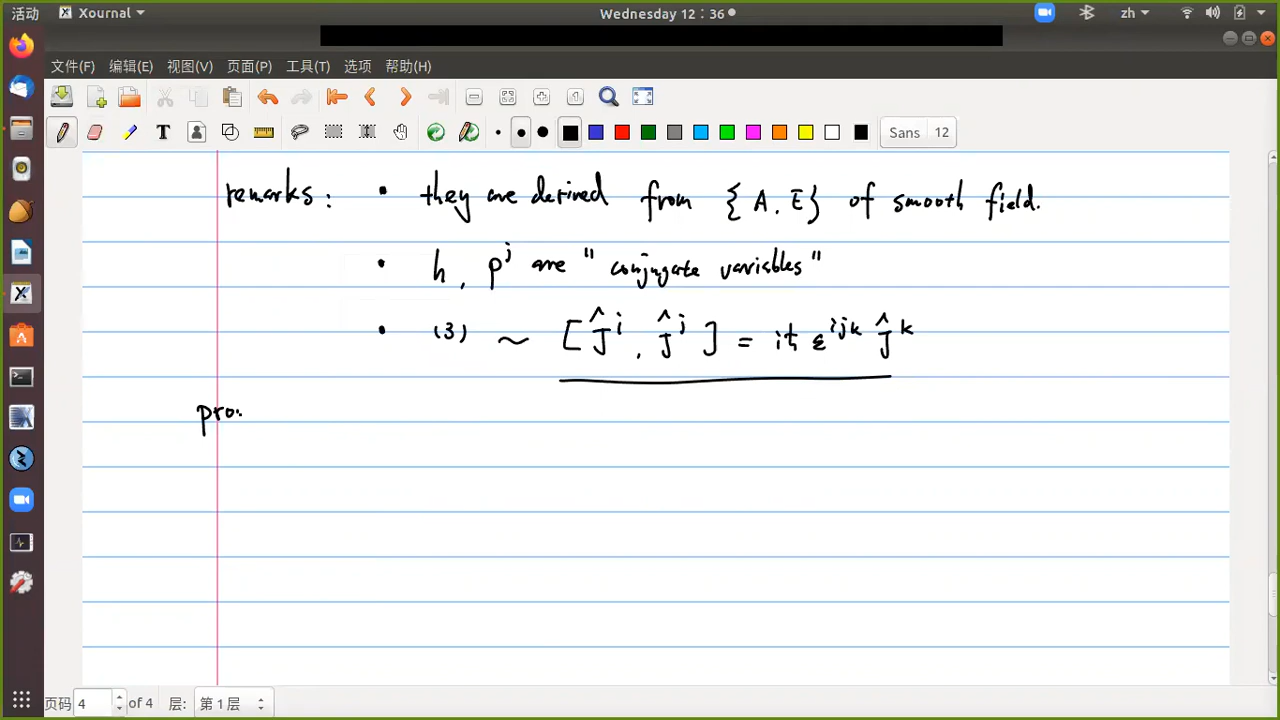 活动 Xournal Wednesday 12：36 zh
文件(F) 编辑(E) 视图(V) 页面(P) 工具(T) 选项 帮助(H)
Sans 12
remarks: • they are derived from {A, E} of smooth field.
• h, p^j are "conjugate variables"
• (3) ~ [Ĵ^i, Ĵ^j] = iħ ε^{ijk} Ĵ^k
pro
页码 4 of 4 层: 第 1 层